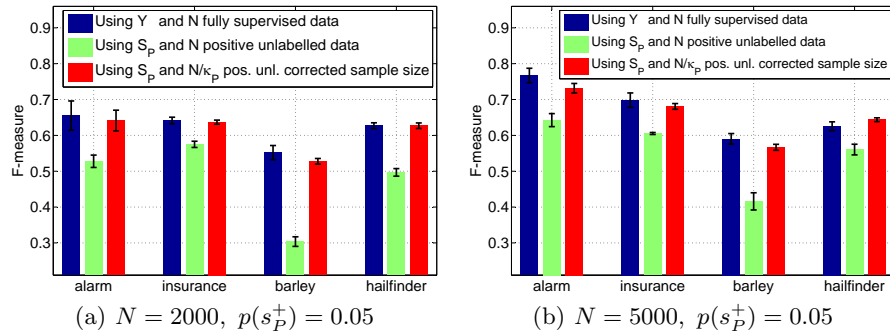 0.9
0.8
0.7
0.6
0.5
0.4
0.3
F-measure
Using Y and N fully supervised data
Using S_P and N positive unlabelled data
Using S_P and N/κ_P pos. unl. corrected sample size
alarm insurance barley hailfinder
(a) N = 2000, p(s_P^+) = 0.05
0.9
0.8
0.7
0.6
0.5
0.4
0.3
F-measure
Using Y and N fully supervised data
Using S_P and N positive unlabelled data
Using S_P and N/κ_P pos. unl. corrected sample size
alarm insurance barley hailfinder
(b) N = 5000, p(s_P^+) = 0.05